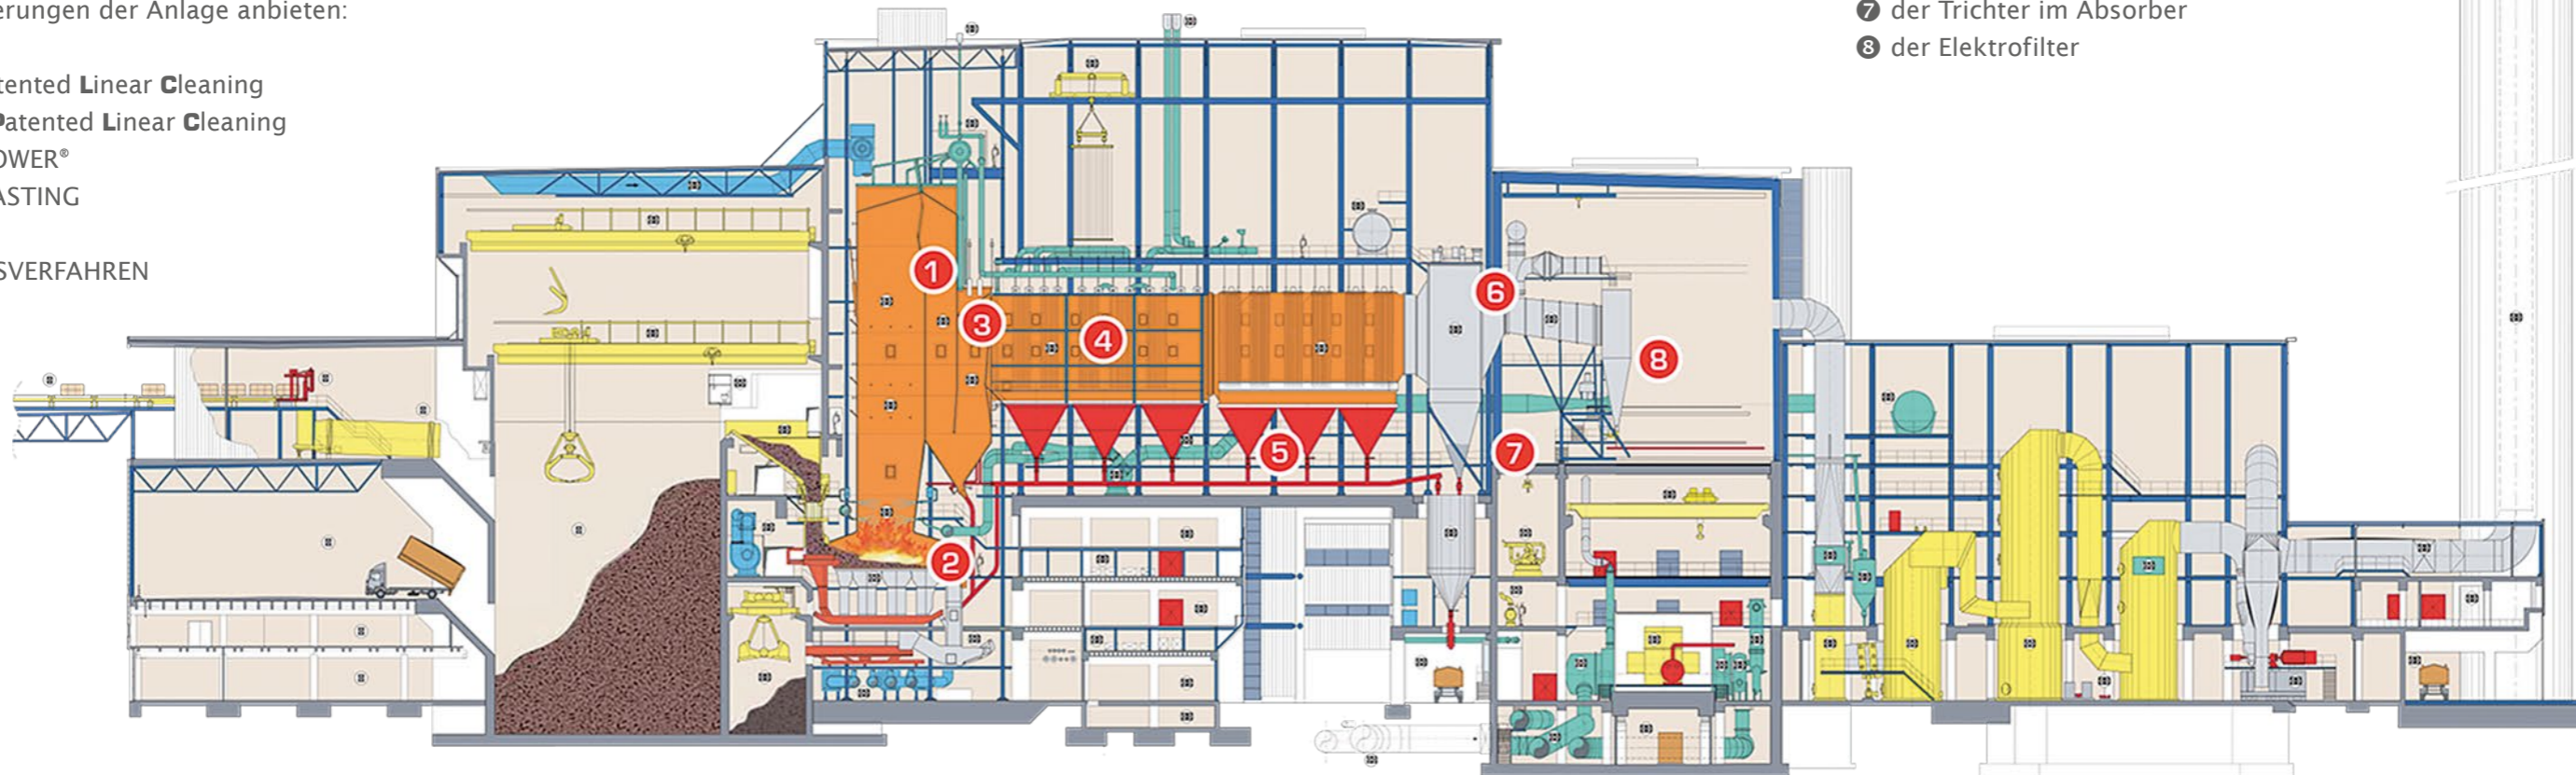 erungen der Anlage anbieten:
tented Linear Cleaning
Patented Linear Cleaning
OWER®
ASTING
SVERFAHREN
❼ der Trichter im Absorber
❽ der Elektrofilter
1
2
3
4
5
6
7
8